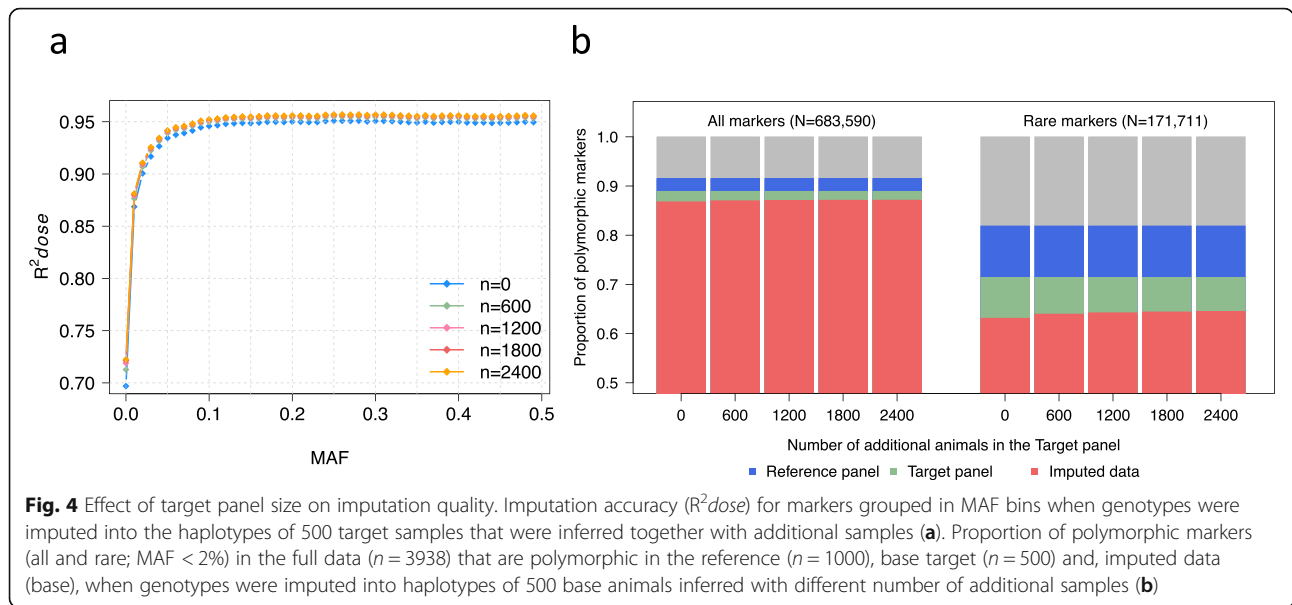 a
b
R²dose
0.95
0.90
0.85
0.80
0.75
0.70
n=0
n=600
n=1200
n=1800
n=2400
0.0 0.1 0.2 0.3 0.4 0.5
MAF
Proportion of polymorphic markers
All markers (N=683,590) Rare markers (N=171,711)
1.0
0.9
0.8
0.7
0.6
0.5
0 600 1200 1800 2400 0 600 1200 1800 2400
Number of additional animals in the Target panel
Reference panel Target panel Imputed data
Fig. 4 Effect of target panel size on imputation quality. Imputation accuracy (R²dose) for markers grouped in MAF bins when genotypes were
imputed into the haplotypes of 500 target samples that were inferred together with additional samples (a). Proportion of polymorphic markers
(all and rare; MAF < 2%) in the full data (n = 3938) that are polymorphic in the reference (n = 1000), base target (n = 500) and, imputed data
(base), when genotypes were imputed into haplotypes of 500 base animals inferred with different number of additional samples (b)